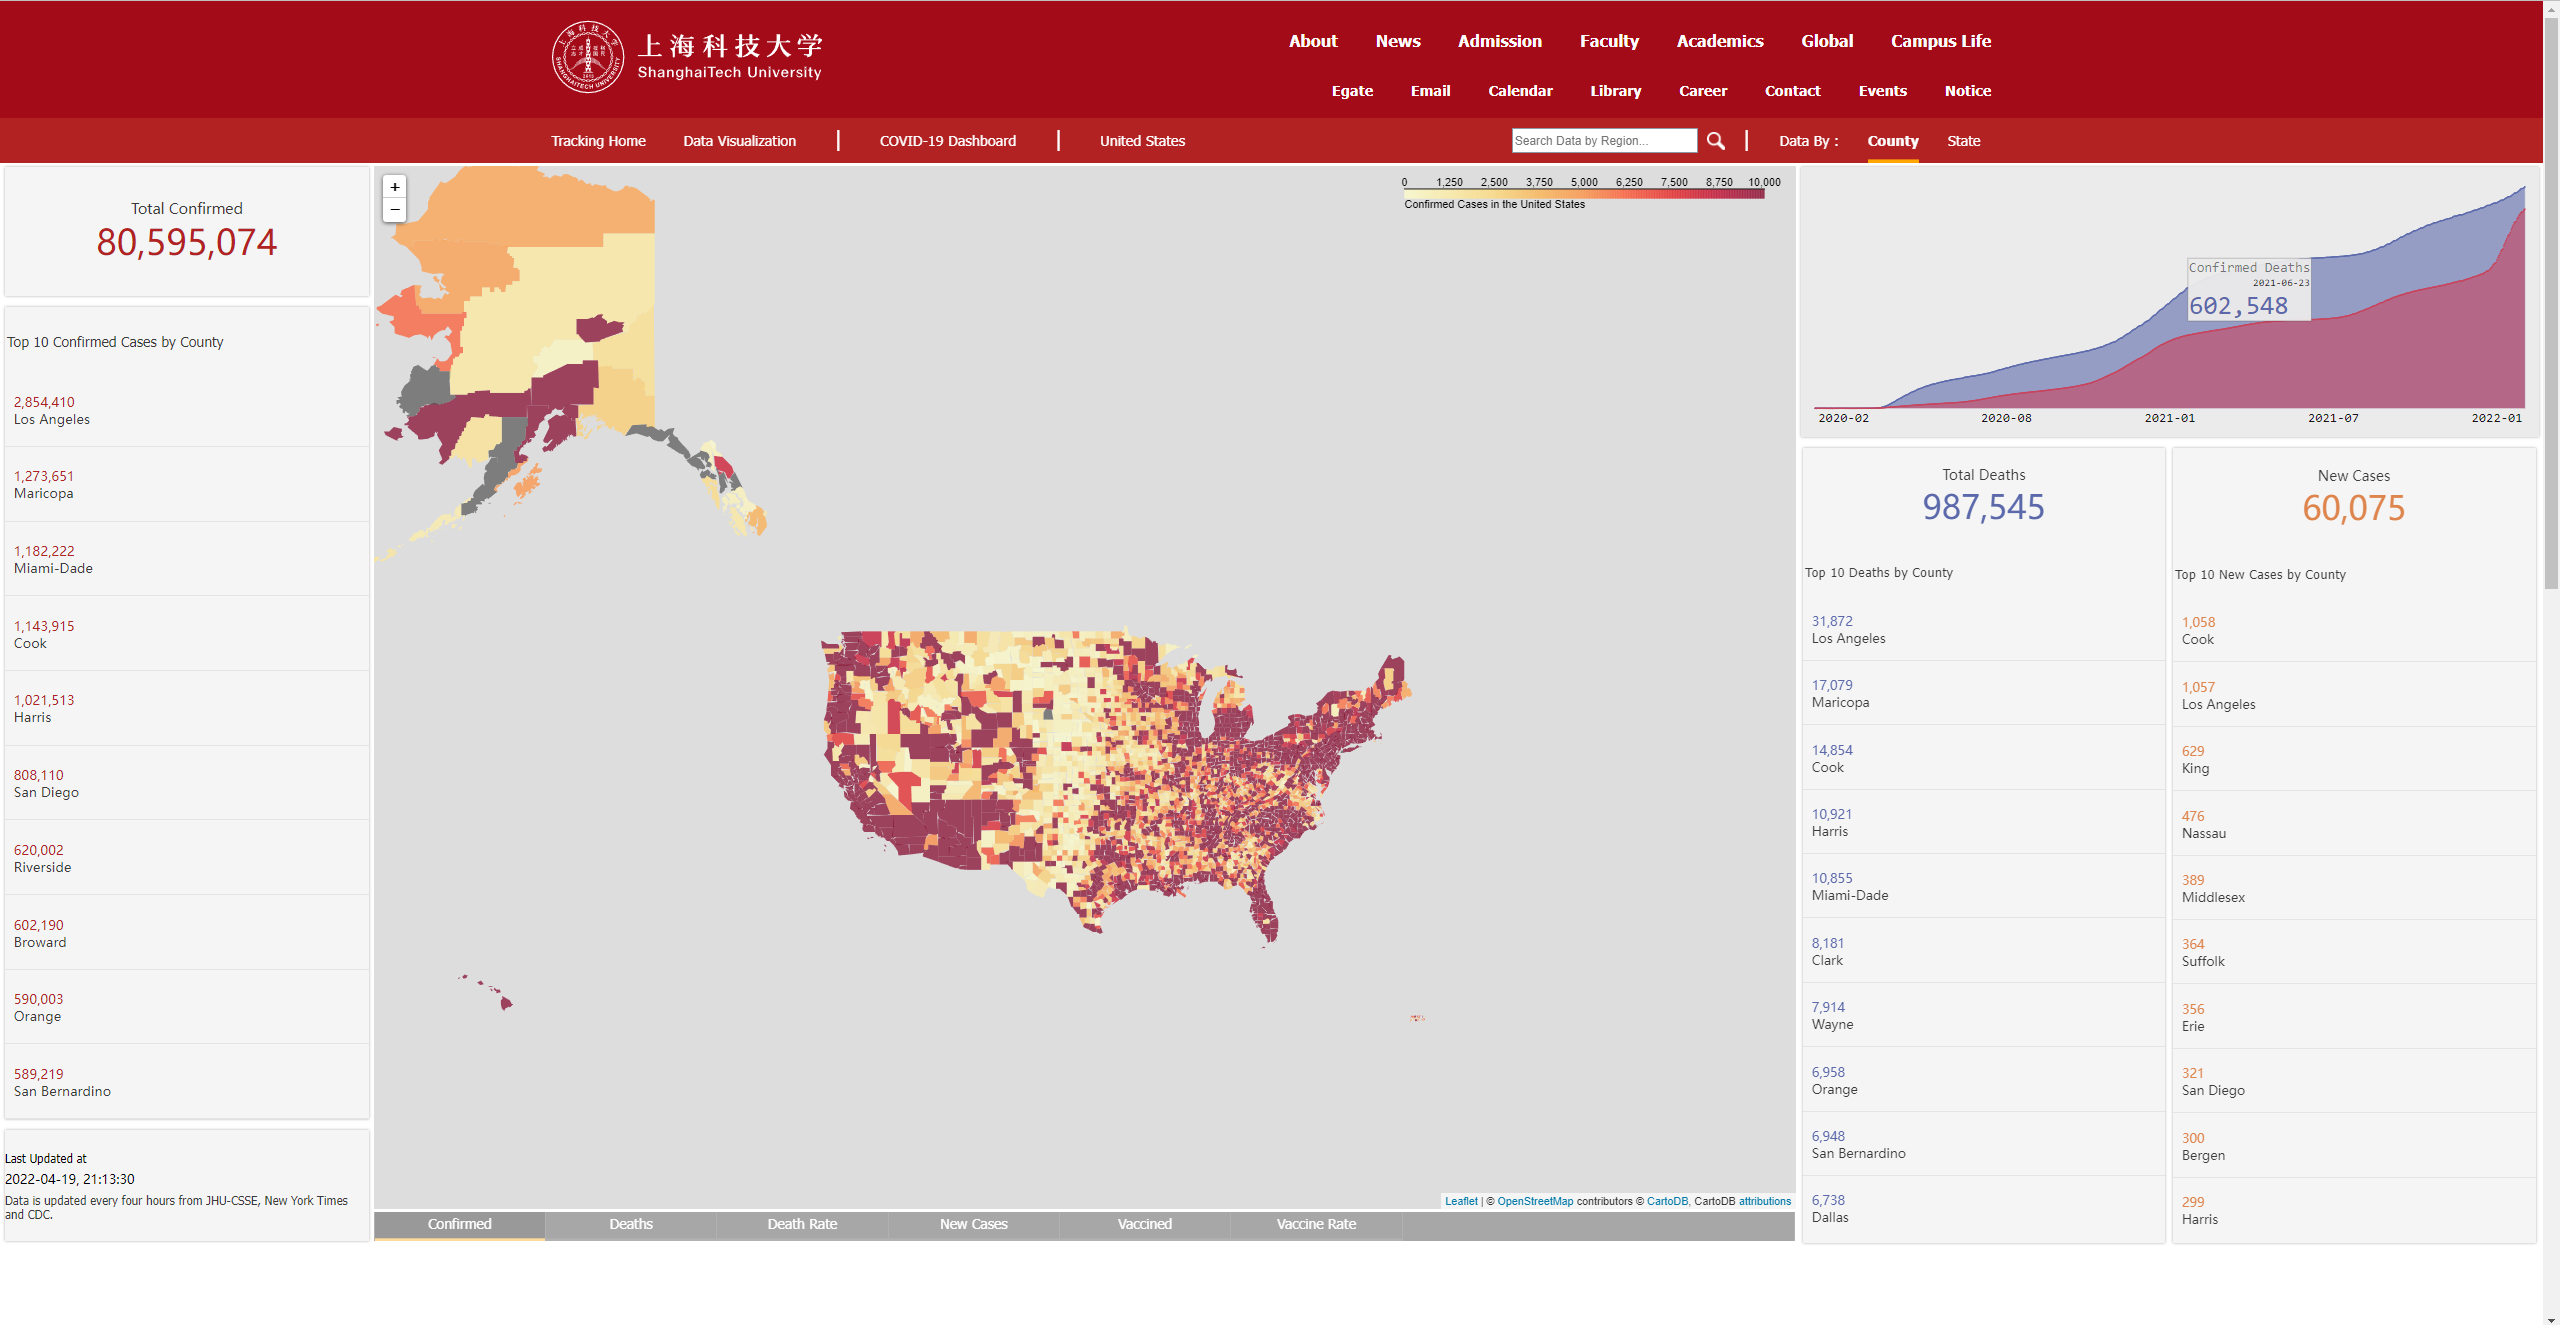 上海科技大学
ShanghaiTech University
About News Admission Faculty Academics Global Campus Life
Egate Email Calendar Library Career Contact Events Notice
Tracking Home Data Visualization | COVID-19 Dashboard | United States
Search Data by Region... | Data By : County State
Total Confirmed
80,595,074
Top 10 Confirmed Cases by County
2,854,410
Los Angeles
1,273,651
Maricopa
1,182,222
Miami-Dade
1,143,915
Cook
1,021,513
Harris
808,110
San Diego
620,002
Riverside
602,190
Broward
590,003
Orange
589,219
San Bernardino
Last Updated at
2022-04-19, 21:13:30
Data is updated every four hours from JHU-CSSE, New York Times
and CDC.
+
−
0 1,250 2,500 3,750 5,000 6,250 7,500 8,750 10,000
Confirmed Cases in the United States
Leaflet | © OpenStreetMap contributors © CartoDB, CartoDB attributions
Confirmed Deaths Death Rate New Cases Vaccined Vaccine Rate
Confirmed Deaths
2021-06-23
602,548
2020-02 2020-08 2021-01 2021-07 2022-01
Total Deaths
987,545
Top 10 Deaths by County
31,872
Los Angeles
17,079
Maricopa
14,854
Cook
10,921
Harris
10,855
Miami-Dade
8,181
Clark
7,914
Wayne
6,958
Orange
6,948
San Bernardino
6,738
Dallas
New Cases
60,075
Top 10 New Cases by County
1,058
Cook
1,057
Los Angeles
629
King
476
Nassau
389
Middlesex
364
Suffolk
356
Erie
321
San Diego
300
Bergen
299
Harris